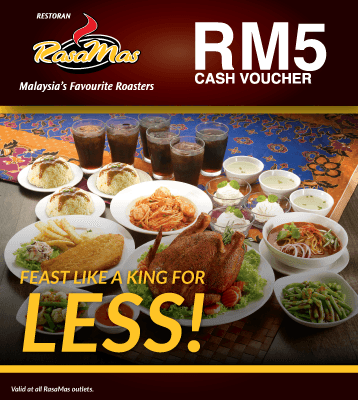 RESTORAN
RasaMas
Malaysia's Favourite Roasters
RM5
CASH VOUCHER
FEAST LIKE A KING FOR
LESS!
Valid at all RasaMas outlets.